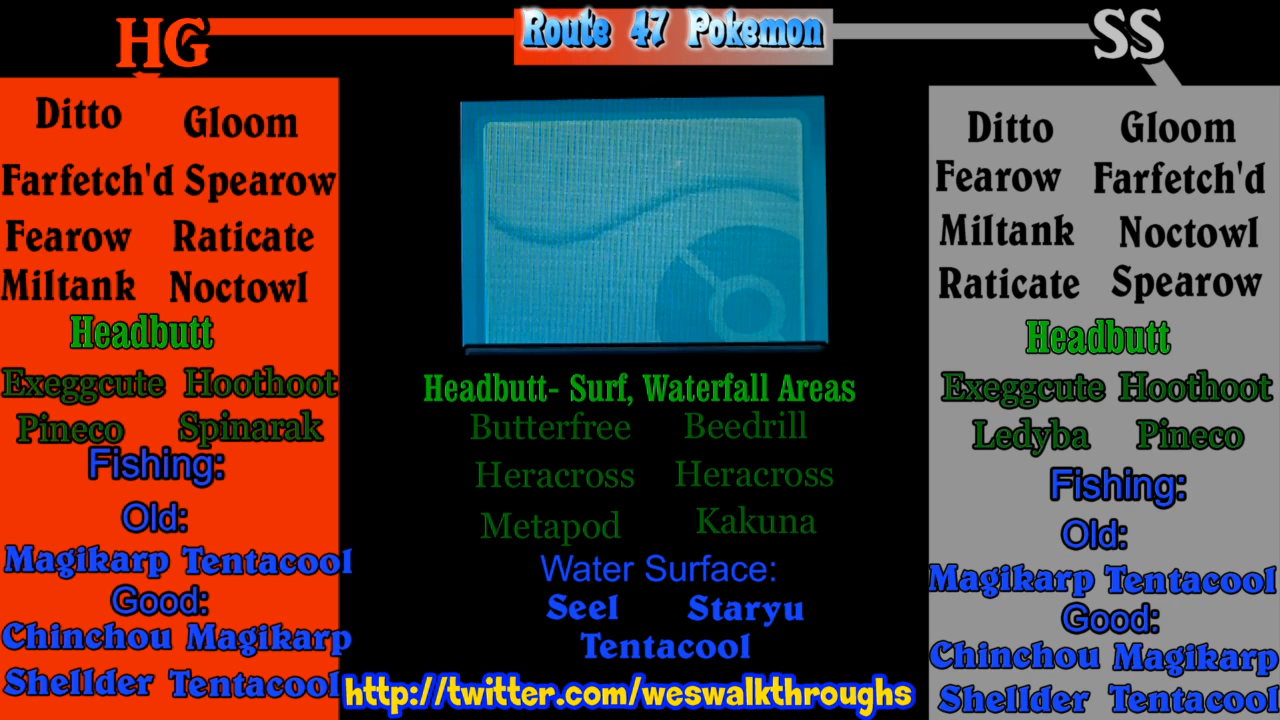 HG
Route 47 Pokemon
SS
Ditto Gloom
Farfetch'd Spearow
Fearow Raticate
Miltank Noctowl
Headbutt
Exeggcute Hoothoot
Pineco Spinarak
Fishing:
Old:
Magikarp Tentacool
Good:
Chinchou Magikarp
Shellder Tentacool
Headbutt- Surf, Waterfall Areas
Butterfree Beedrill
Heracross Heracross
Metapod Kakuna
Water Surface:
Seel Staryu
Tentacool
http://twitter.com/weswalkthroughs
Ditto Gloom
Fearow Farfetch'd
Miltank Noctowl
Raticate Spearow
Headbutt
Exeggcute Hoothoot
Ledyba Pineco
Fishing:
Old:
Magikarp Tentacool
Good:
Chinchou Magikarp
Shellder Tentacool